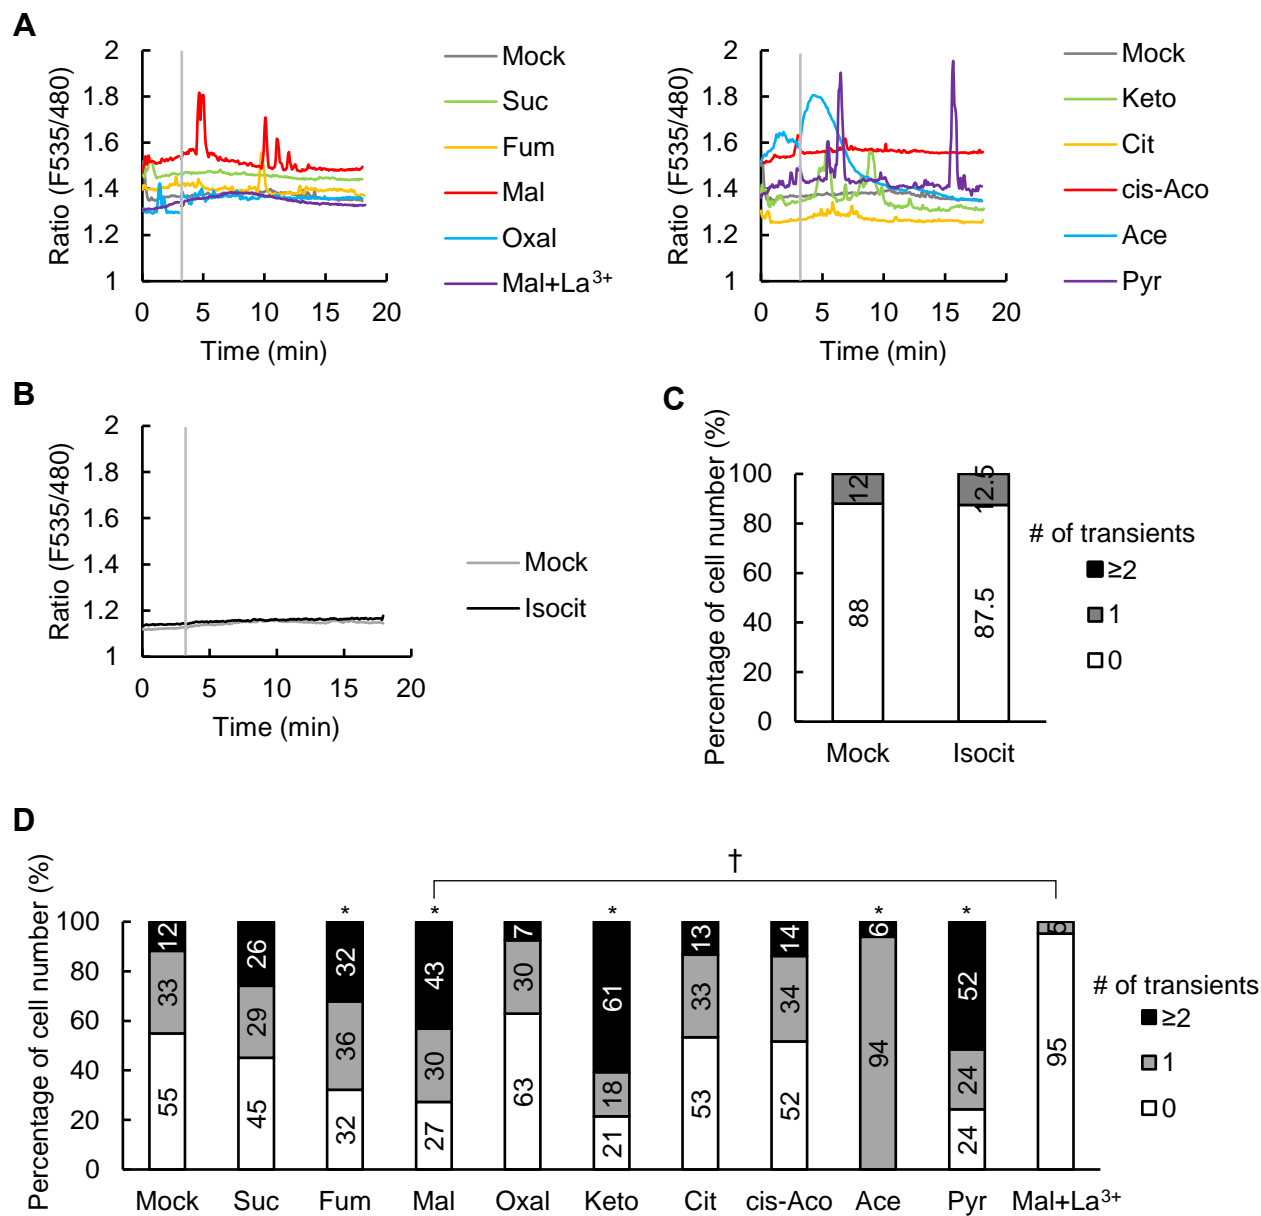 A
Ratio (F535/480)
2
1.8
1.6
1.4
1.2
1
0
5
10
15
20
Time (min)
Mock
Suc
Fum
Mal
Oxal
Mal+La³⁺
Ratio (F535/480)
2
1.8
1.6
1.4
1.2
1
0
5
10
15
20
Time (min)
Mock
Keto
Cit
cis-Aco
Ace
Pyr
B
Ratio (F535/480)
2
1.8
1.6
1.4
1.2
1
0
5
10
15
20
Time (min)
Mock
Isocit
C
Percentage of cell number (%)
100
80
60
40
20
0
12
88
12.5
87.5
Mock
Isocit
# of transients
≥2
1
0
D
Percentage of cell number (%)
100
80
60
40
20
0
†
* * * * *
12 26 32 43 7 61 13 14 6 52
33 29 36 30 30 18 33 34 94 24 5
55 45 32 27 63 21 53 52 24 95
Mock Suc Fum Mal Oxal Keto Cit cis-Aco Ace Pyr Mal+La³⁺
# of transients
≥2
1
0